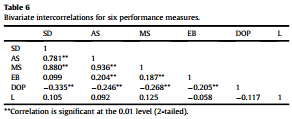 Table 6
Bivariate intercorrelations for six performance measures.
SD AS MS EB DOP L
SD 1
AS 0.781** 1
MS 0.880** 0.936** 1
EB 0.099 0.204** 0.187** 1
DOP -0.335** -0.246** -0.268** -0.205** 1
L 0.105 0.092 0.125 -0.058 -0.117 1
**Correlation is significant at the 0.01 level (2-tailed).